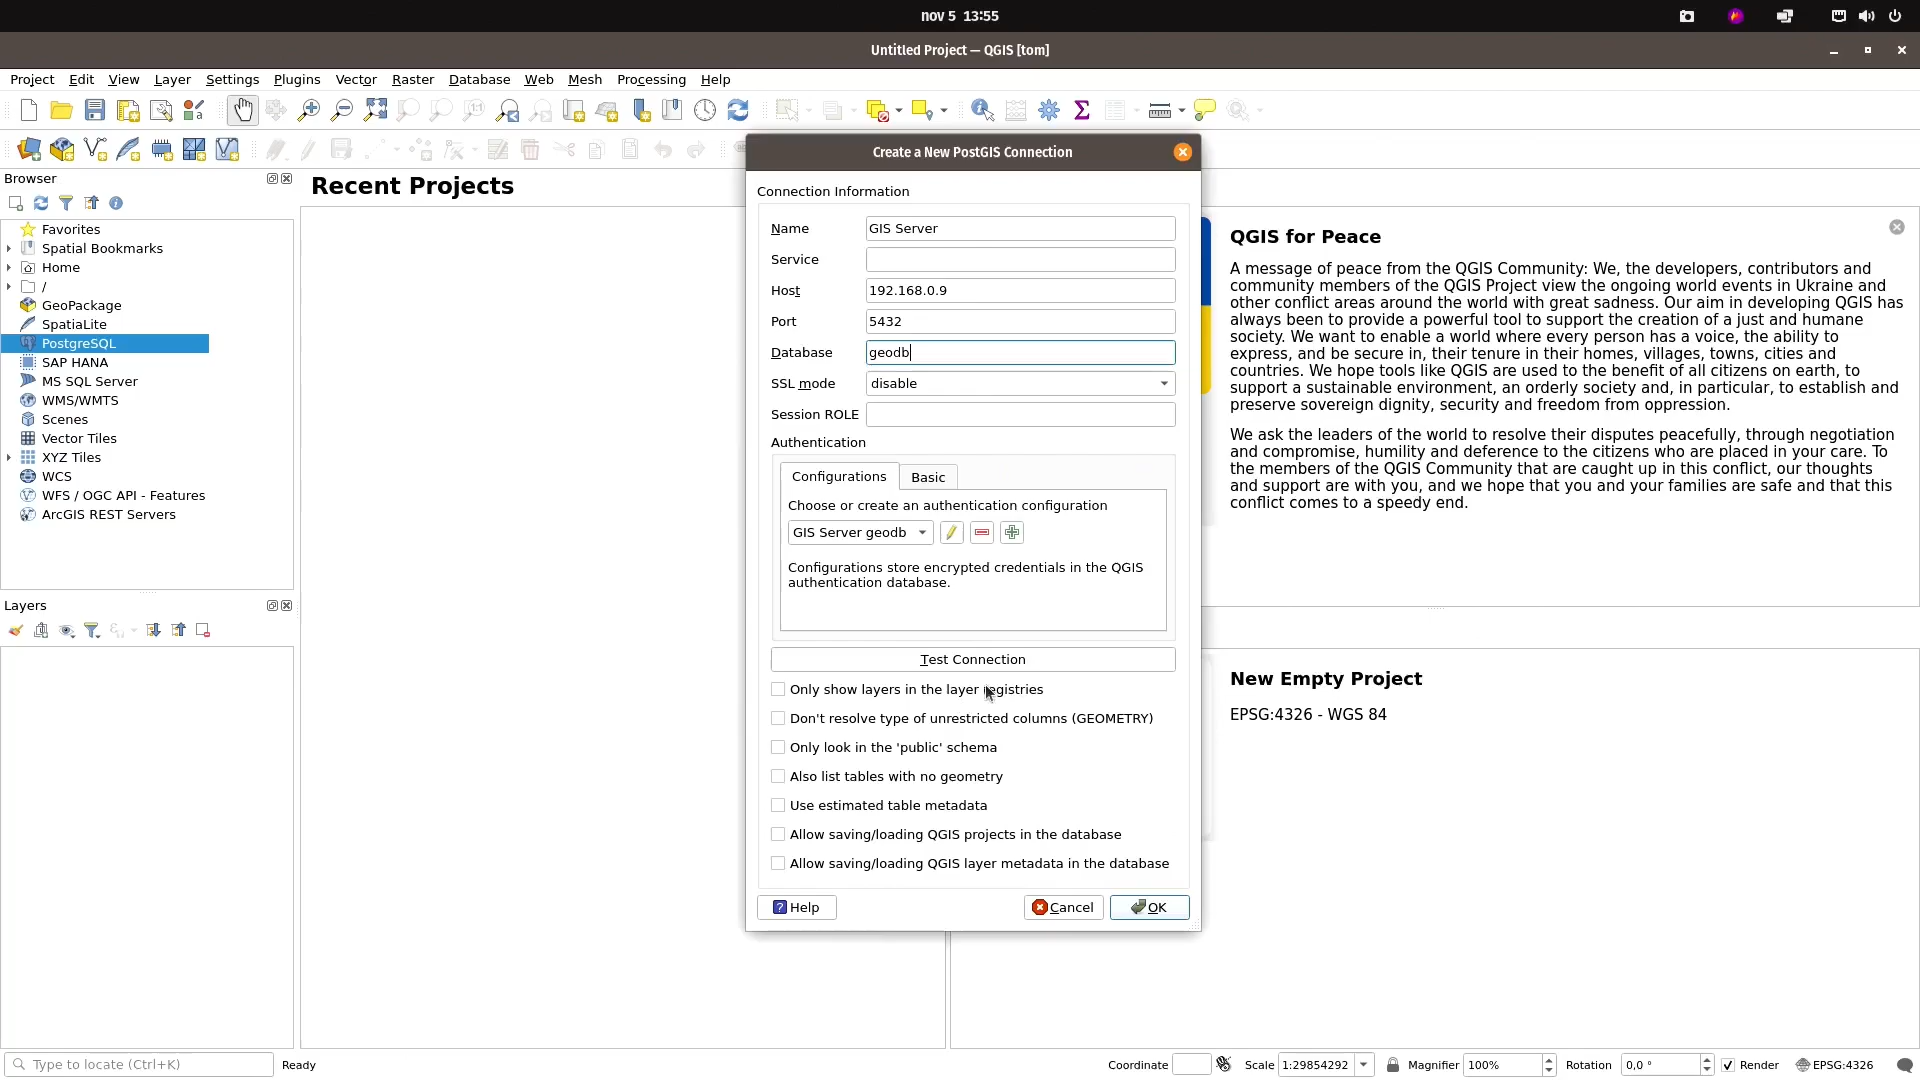 nov 5 13:55
Untitled Project — QGIS [tom]
Project Edit View Layer Settings Plugins Vector Raster Database Web Mesh Processing Help
Browser
Favorites
Spatial Bookmarks
Home
/
GeoPackage
SpatiaLite
PostgreSQL
SAP HANA
MS SQL Server
WMS/WMTS
Scenes
Vector Tiles
XYZ Tiles
WCS
WFS / OGC API - Features
ArcGIS REST Servers
Layers
Recent Projects
Create a New PostGIS Connection
Connection Information
Name GIS Server
Service
Host 192.168.0.9
Port 5432
Database geodb
SSL mode disable
Session ROLE
Authentication
Configurations Basic
Choose or create an authentication configuration
GIS Server geodb
Configurations store encrypted credentials in the QGIS
authentication database.
Test Connection
Only show layers in the layer registries
Don't resolve type of unrestricted columns (GEOMETRY)
Only look in the 'public' schema
Also list tables with no geometry
Use estimated table metadata
Allow saving/loading QGIS projects in the database
Allow saving/loading QGIS layer metadata in the database
Help Cancel OK
QGIS for Peace
A message of peace from the QGIS Community: We, the developers, contributors and
community members of the QGIS Project view the ongoing world events in Ukraine and
other conflict areas around the world with great sadness. Our aim in developing QGIS has
always been to provide a powerful tool to support the creation of a just and humane
society. We want to enable a world where every person has a voice, the ability to
express, and be secure in, their tenure in their homes, villages, towns, cities and
countries. We hope tools like QGIS are used to the benefit of all citizens on earth, to
support a sustainable environment, an orderly society and, in particular, to establish and
preserve sovereign dignity, security and freedom from oppression.
We ask the leaders of the world to resolve their disputes peacefully, through negotiation
and compromise, humility and deference to the citizens who are placed in your care. To
the members of the QGIS Community that are caught up in this conflict, our thoughts
and support are with you, and we hope that you and your families are safe and that this
conflict comes to a speedy end.
New Empty Project
EPSG:4326 - WGS 84
Type to locate (Ctrl+K) Ready Coordinate Scale 1:29854292 Magnifier 100% Rotation 0,0 ° Render EPSG:4326